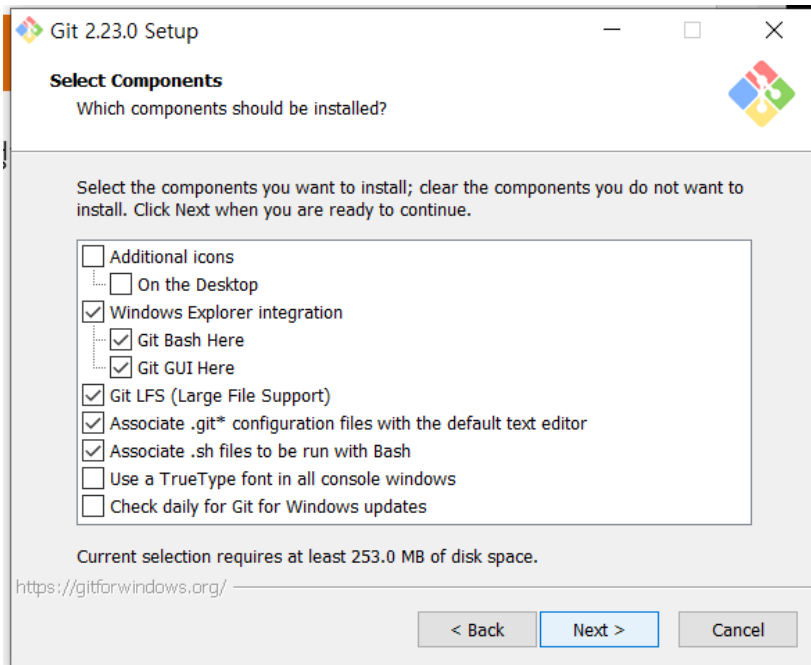 Git 2.23.0 Setup
Select Components
Which components should be installed?
Select the components you want to install; clear the components you do not want to
install. Click Next when you are ready to continue.
Additional icons
On the Desktop
Windows Explorer integration
Git Bash Here
Git GUI Here
Git LFS (Large File Support)
Associate .git* configuration files with the default text editor
Associate .sh files to be run with Bash
Use a TrueType font in all console windows
Check daily for Git for Windows updates
Current selection requires at least 253.0 MB of disk space.
https://gitforwindows.org/
< Back
Next >
Cancel